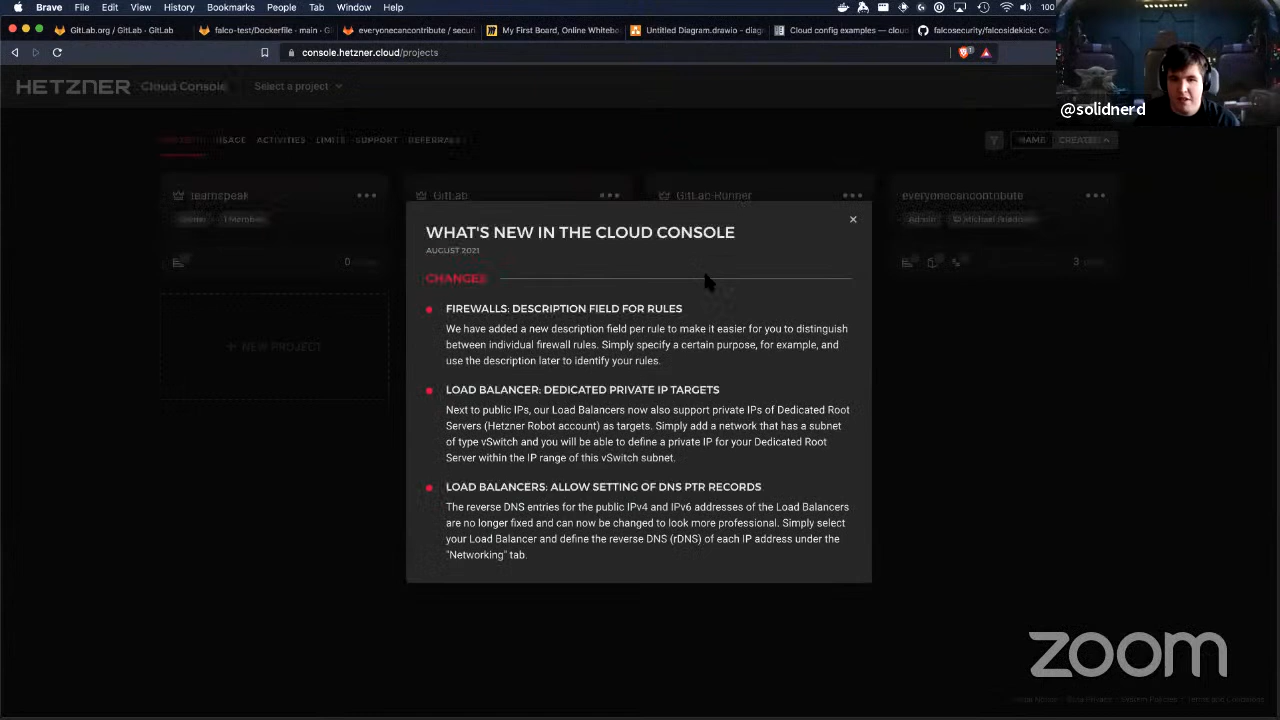 Brave File Edit View History Bookmarks People Tab Window Help 100
GitLab.org / GitLab · GitLab falco-test/Dockerfile · main · G everyonecancontribute / secur My First Board, Online Whiteb Untitled Diagram.drawio - diag Cloud config examples — cloud falcosecurity/falcosidekick: Co
console.hetzner.cloud/projects
HETZNER Cloud Console Select a project
@solidnerd
USAGE ACTIVITIES LIMITS SUPPORT REFERRALS NAME CREATED
teamspeak GitLab GitLab-Runner everyonecancontribute
1 Member Admin
0 3
+ NEW PROJECT
WHAT'S NEW IN THE CLOUD CONSOLE
AUGUST 2021
CHANGES
FIREWALLS: DESCRIPTION FIELD FOR RULES
We have added a new description field per rule to make it easier for you to distinguish
between individual firewall rules. Simply specify a certain purpose, for example, and
use the description later to identify your rules.
LOAD BALANCER: DEDICATED PRIVATE IP TARGETS
Next to public IPs, our Load Balancers now also support private IPs of Dedicated Root
Servers (Hetzner Robot account) as targets. Simply add a network that has a subnet
of type vSwitch and you will be able to define a private IP for your Dedicated Root
Server within the IP range of this vSwitch subnet.
LOAD BALANCERS: ALLOW SETTING OF DNS PTR RECORDS
The reverse DNS entries for the public IPv4 and IPv6 addresses of the Load Balancers
are no longer fixed and can now be changed to look more professional. Simply select
your Load Balancer and define the reverse DNS (rDNS) of each IP address under the
"Networking" tab.
zoom